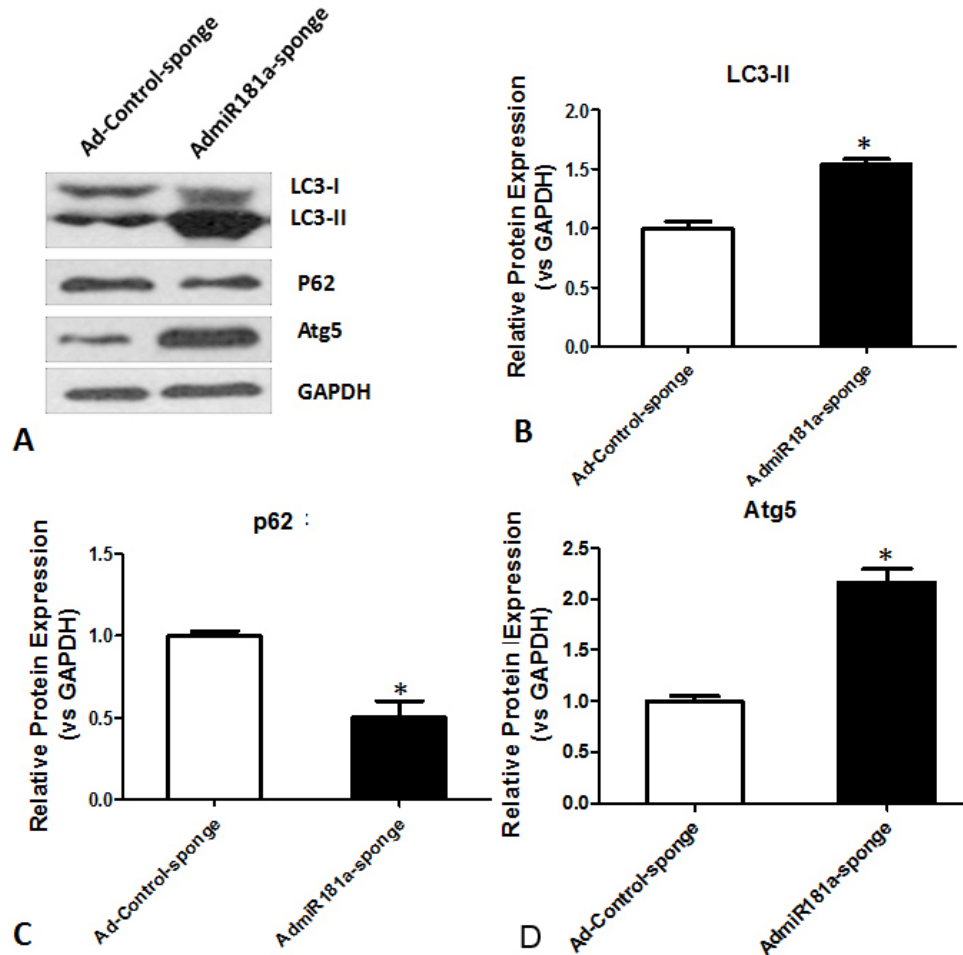 Ad-Control-sponge
AdmiR181a-sponge
LC3-I
LC3-II
P62
Atg5
GAPDH
A
LC3-II
Relative Protein Expression
(vs GAPDH)
2.0
1.5
1.0
0.5
0.0
*
Ad-Control-sponge
AdmiR181a-sponge
B
p62 :
Relative Protein Expression
(vs GAPDH)
1.5
1.0
0.5
0.0
*
Ad-Control-sponge
AdmiR181a-sponge
C
Atg5
Relative Protein |Expression
(vs GAPDH)
2.5
2.0
1.5
1.0
0.5
0.0
*
Ad-Control-sponge
AdmiR181a-sponge
D